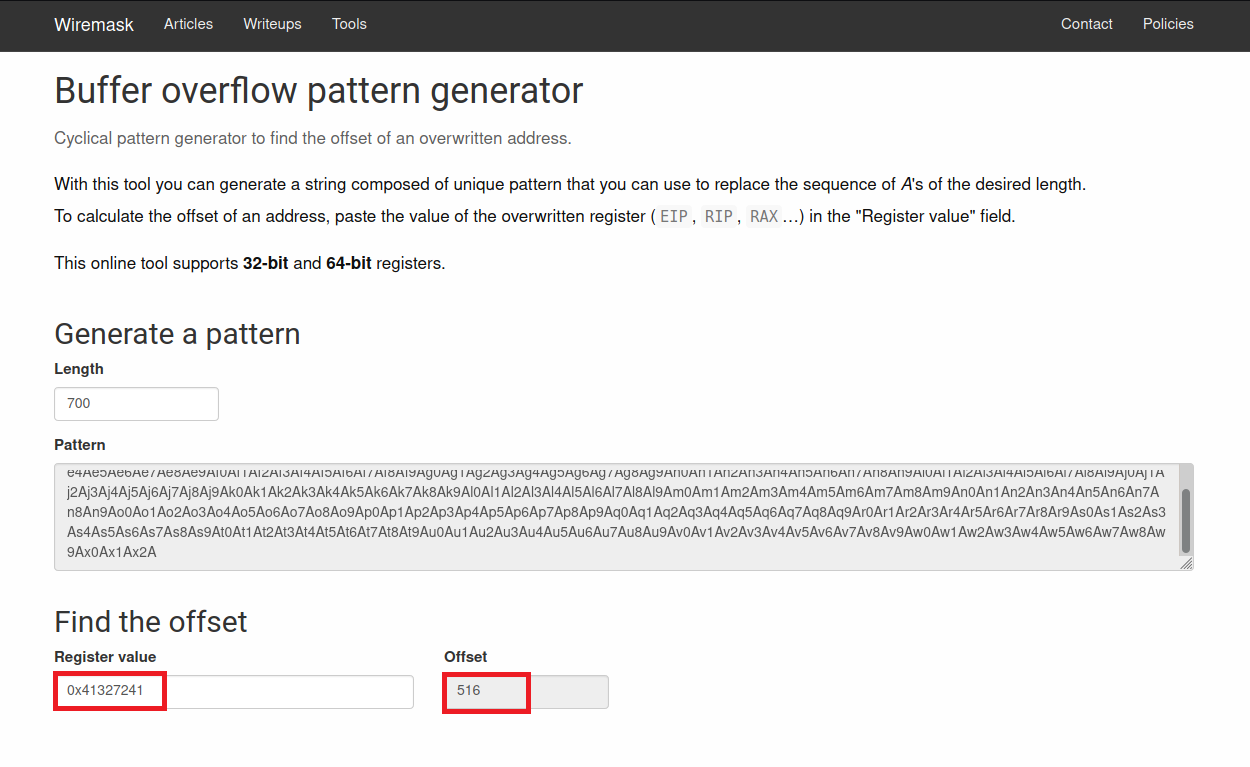 Wiremask Articles Writeups Tools Contact Policies
Buffer overflow pattern generator
Cyclical pattern generator to find the offset of an overwritten address.
With this tool you can generate a string composed of unique pattern that you can use to replace the sequence of A's of the desired length.
To calculate the offset of an address, paste the value of the overwritten register ( EIP , RIP , RAX …) in the "Register value" field.
This online tool supports 32-bit and 64-bit registers.
Generate a pattern
Length
700
Pattern
e4Ae5Ae6Ae7Ae8Ae9Af0Af1Af2Af3Af4Af5Af6Af7Af8Af9Ag0Ag1Ag2Ag3Ag4Ag5Ag6Ag7Ag8Ag9Ah0Ah1Ah2Ah3Ah4Ah5Ah6Ah7Ah8Ah9Ai0Ai1Ai2Ai3Ai4Ai5Ai6Ai7Ai8Ai9Aj0Aj1A
j2Aj3Aj4Aj5Aj6Aj7Aj8Aj9Ak0Ak1Ak2Ak3Ak4Ak5Ak6Ak7Ak8Ak9Al0Al1Al2Al3Al4Al5Al6Al7Al8Al9Am0Am1Am2Am3Am4Am5Am6Am7Am8Am9An0An1An2An3An4An5An6An7A
n8An9Ao0Ao1Ao2Ao3Ao4Ao5Ao6Ao7Ao8Ao9Ap0Ap1Ap2Ap3Ap4Ap5Ap6Ap7Ap8Ap9Aq0Aq1Aq2Aq3Aq4Aq5Aq6Aq7Aq8Aq9Ar0Ar1Ar2Ar3Ar4Ar5Ar6Ar7Ar8Ar9As0As1As2As3
As4As5As6As7As8As9At0At1At2At3At4At5At6At7At8At9Au0Au1Au2Au3Au4Au5Au6Au7Au8Au9Av0Av1Av2Av3Av4Av5Av6Av7Av8Av9Aw0Aw1Aw2Aw3Aw4Aw5Aw6Aw7Aw8Aw
9Ax0Ax1Ax2A
Find the offset
Register value Offset
0x41327241 516